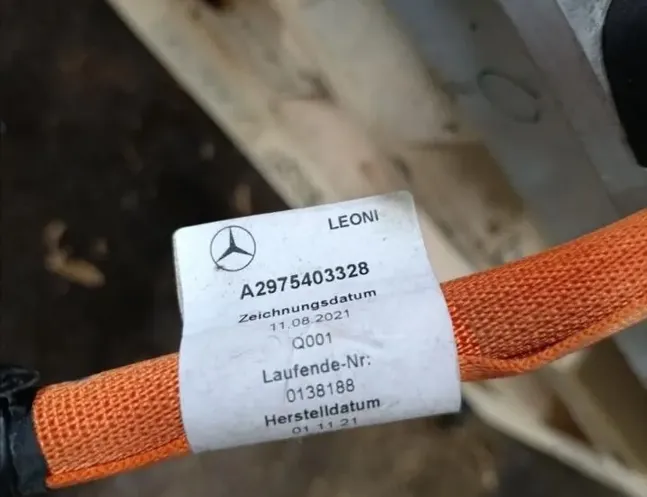 LEONI
A2975403328
Zeichnungsdatum
11.08.2021
Q001
Laufende-Nr:
0138188
Herstelldatum
01.11.21